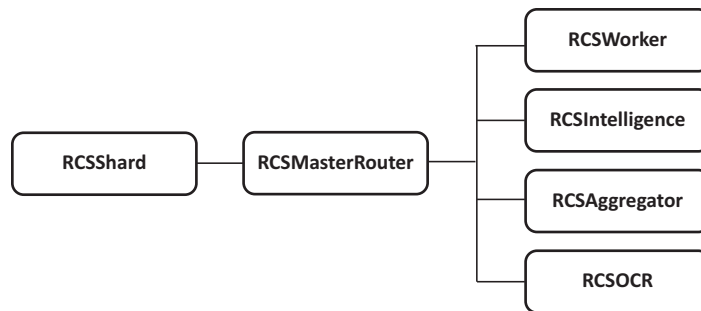 RCSWorker
RCSIntelligence
RCSShard
RCSMasterRouter
RCSAggregator
RCSOCR